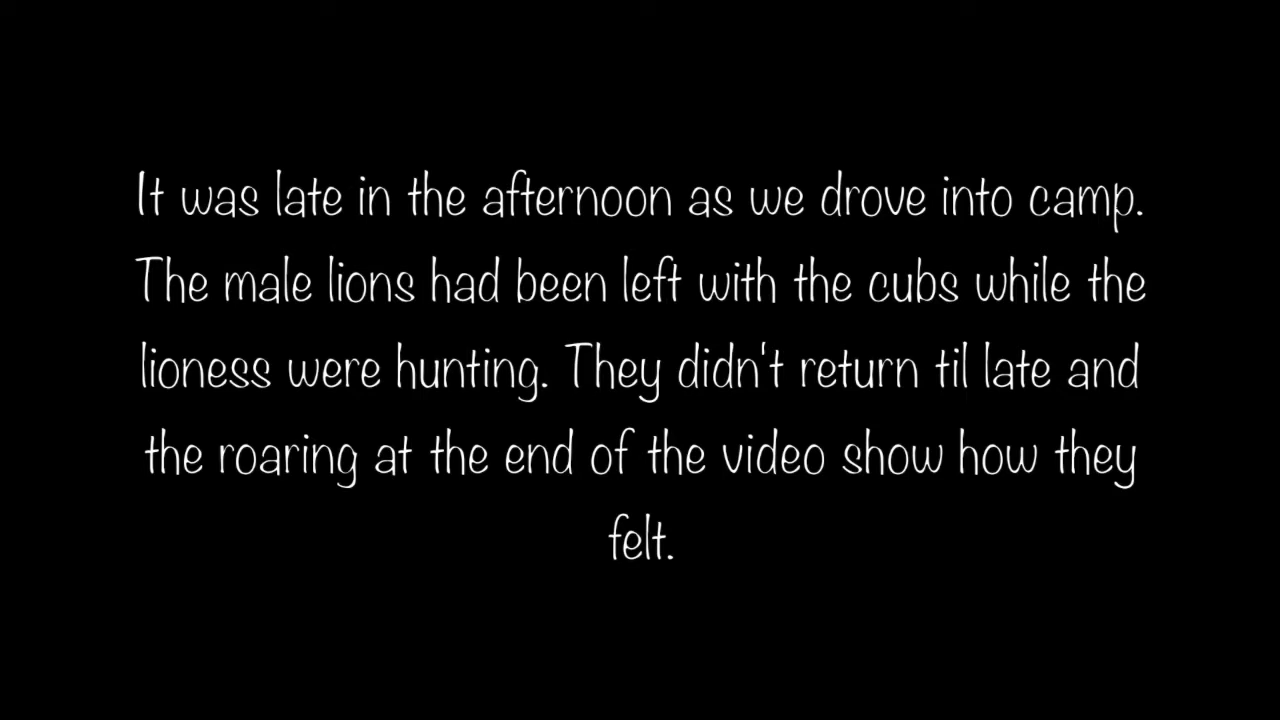 It was late in the afternoon as we drove into camp.
The male lions had been left with the cubs while the
lioness were hunting. They didn't return til late and
the roaring at the end of the video show how they
felt.